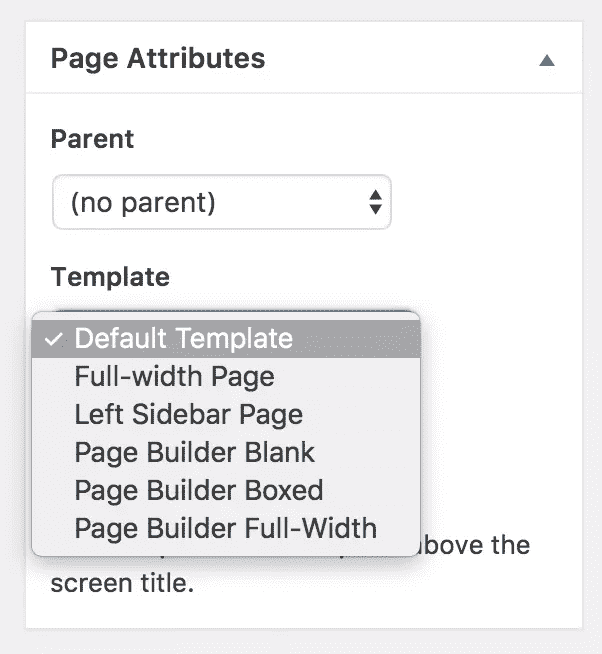 Page Attributes
Parent
(no parent)
Template
Default Template
Full-width Page
Left Sidebar Page
Page Builder Blank
Page Builder Boxed
Page Builder Full-Width
above the
screen title.